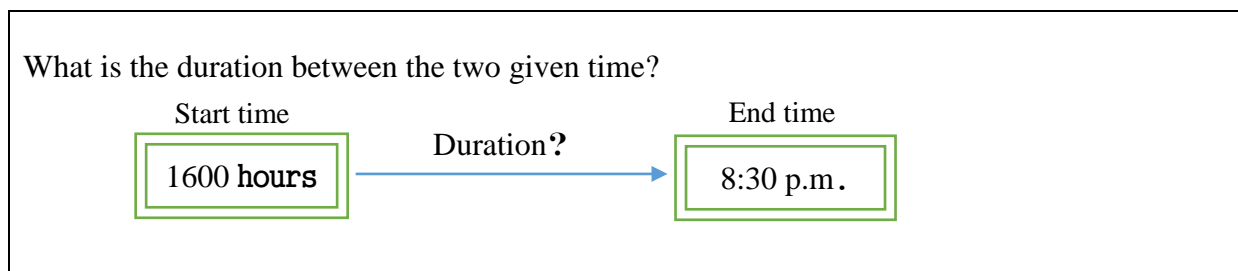 What is the duration between the two given time?
Start time
End time
Duration?
1600 hours
8:30 p.m.